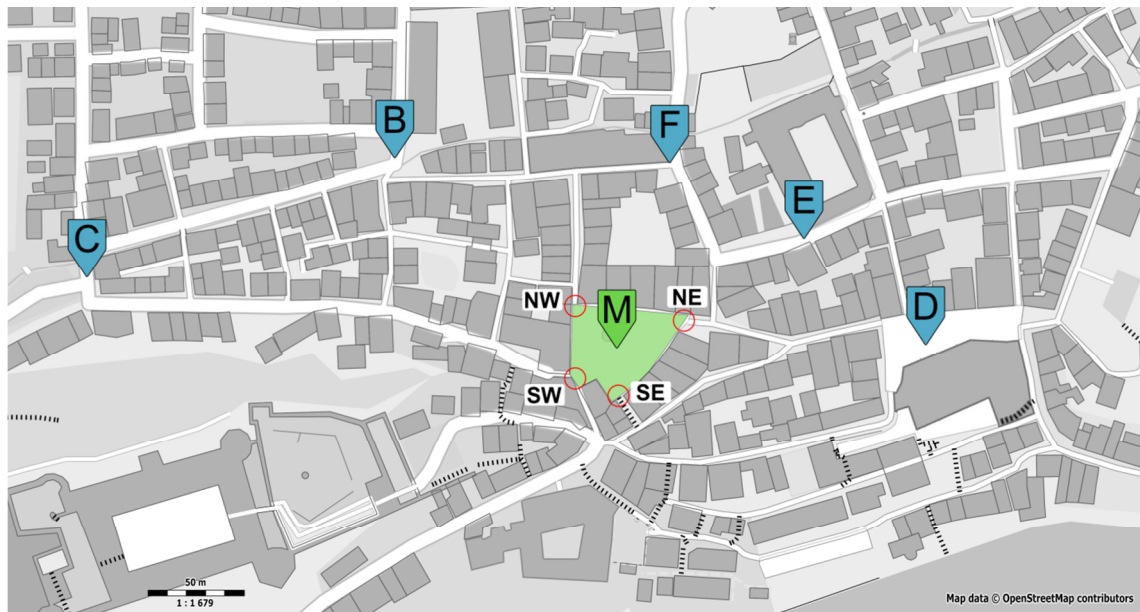 B
F
E
C
NW
M
NE
D
SW
SE
50 m
1 : 1 679
Map data © OpenStreetMap contributors